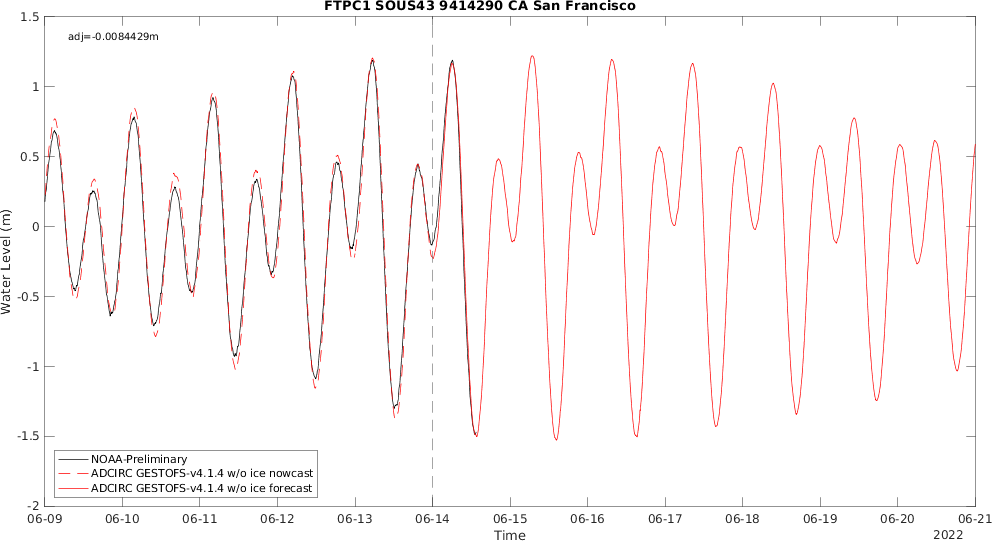 FTPC1 SOUS43 9414290 CA San Francisco
adj=-0.0084429m
1.5
1
0.5
0
-0.5
-1
-1.5
-2
Water Level (m)
NOAA-Preliminary
ADCIRC GESTOFS-v4.1.4 w/o ice nowcast
ADCIRC GESTOFS-v4.1.4 w/o ice forecast
06-09 06-10 06-11 06-12 06-13 06-14 06-15 06-16 06-17 06-18 06-19 06-20 06-21
Time
2022